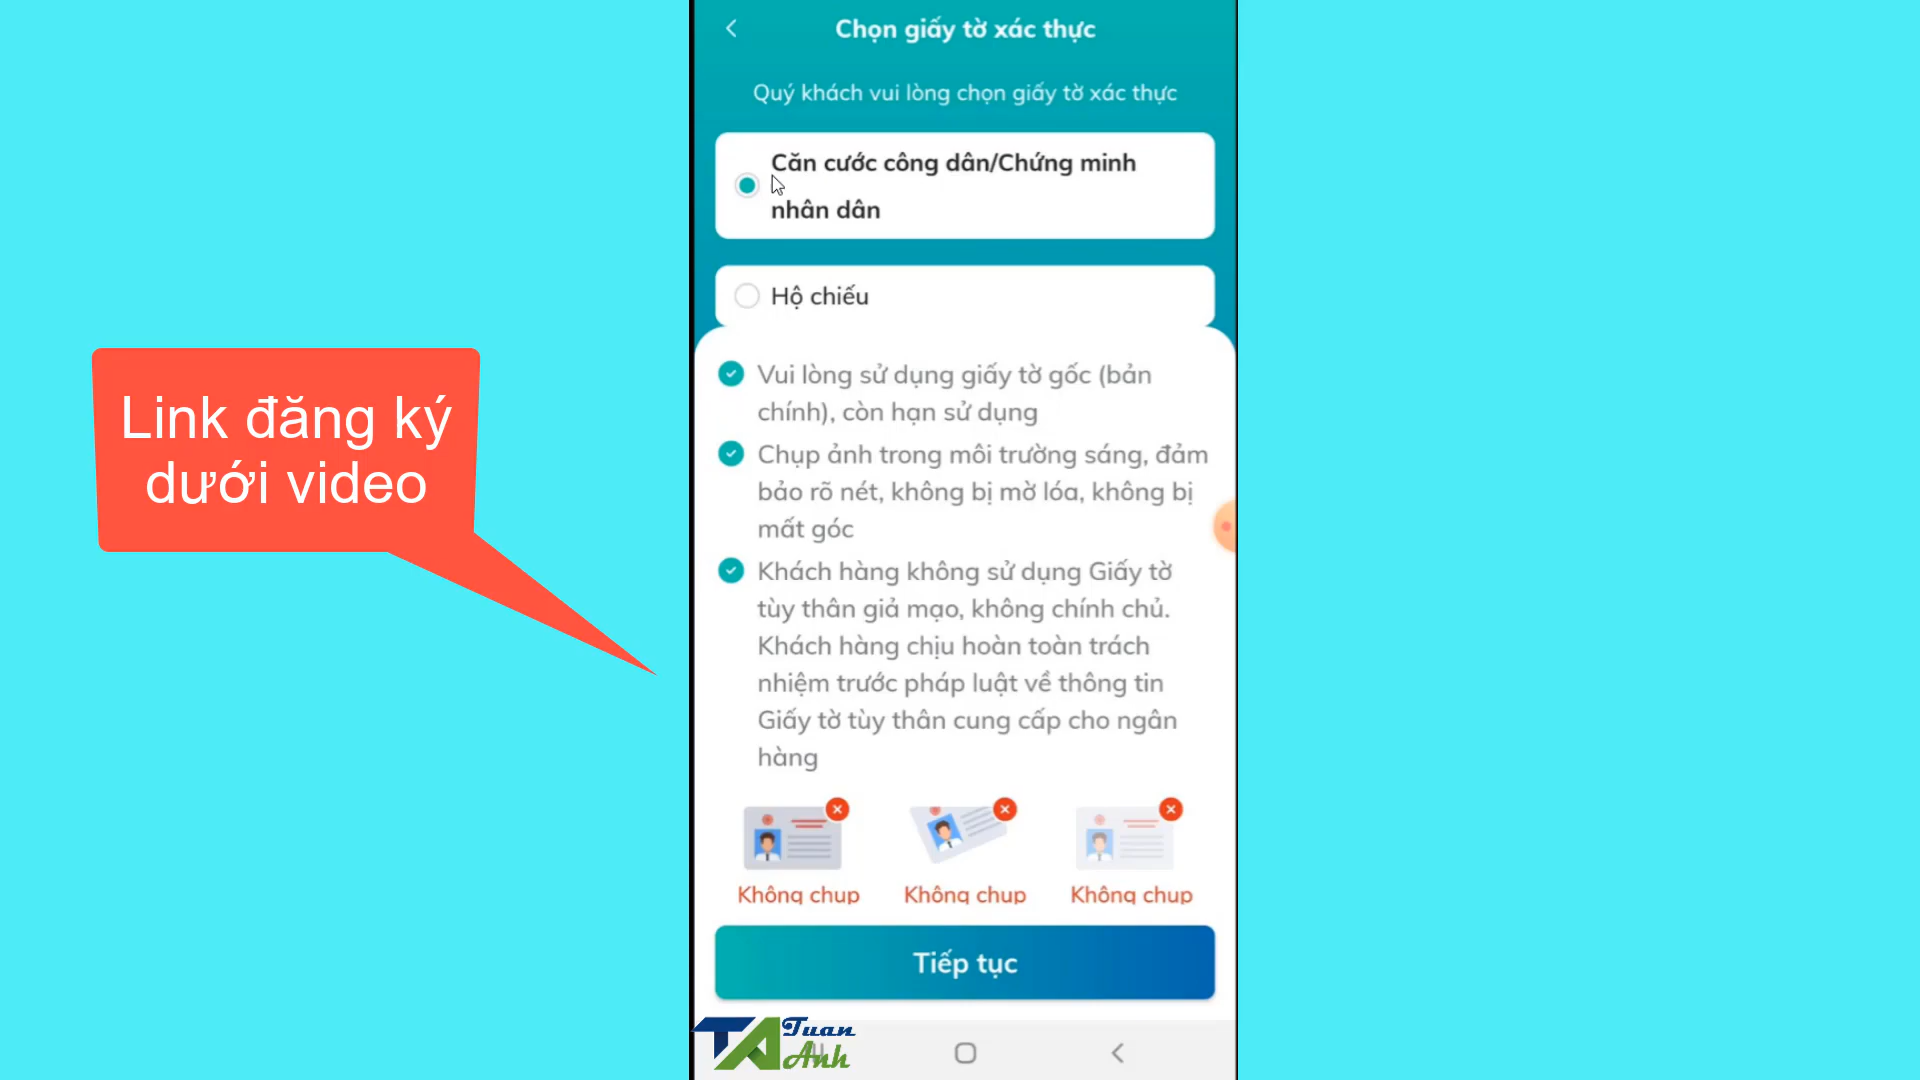 Chọn giấy tờ xác thực
Quý khách vui lòng chọn giấy tờ xác thực
Căn cước công dân/Chứng minh
nhân dân
Hộ chiếu
Link đăng ký
dưới video
Vui lòng sử dụng giấy tờ gốc (bản
chính), còn hạn sử dụng
Chụp ảnh trong môi trường sáng, đảm
bảo rõ nét, không bị mờ lóa, không bị
mất góc
Khách hàng không sử dụng Giấy tờ
tùy thân giả mạo, không chính chủ.
Khách hàng chịu hoàn toàn trách
nhiệm trước pháp luật về thông tin
Giấy tờ tùy thân cung cấp cho ngân
hàng
Không chụp
Không chụp
Không chụp
Tiếp tục
TA Tuan
Anh